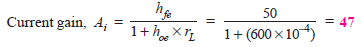 Current gain, A_i = h_fe / (1 + h_oe × r_L) = 50 / (1 + (600 × 10^-4)) = 47